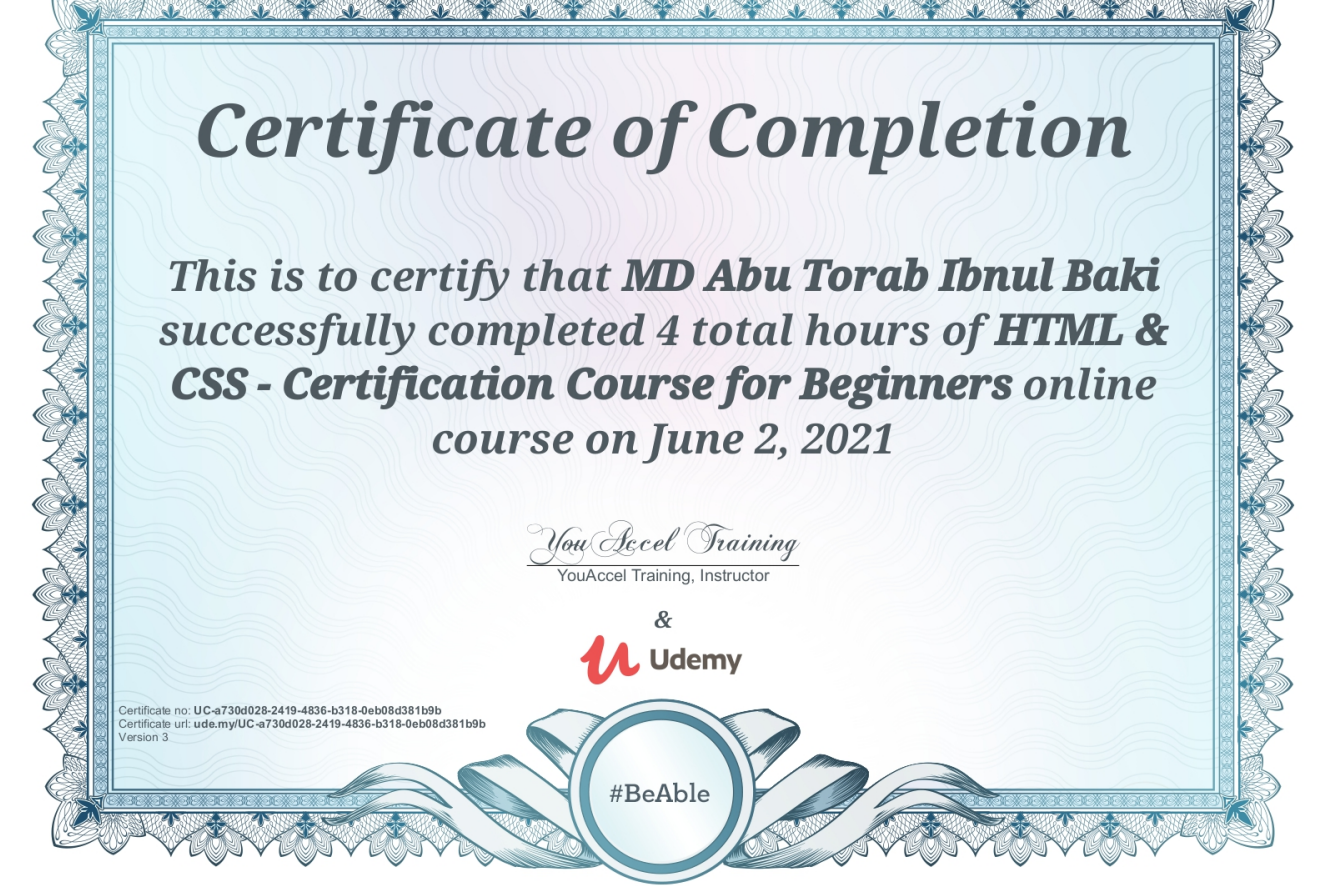 Certificate of Completion
This is to certify that MD Abu Torab Ibnul Baki
successfully completed 4 total hours of HTML &
CSS - Certification Course for Beginners online
course on June 2, 2021
YouAccel Training
YouAccel Training, Instructor
&
Udemy
Certificate no: UC-a730d028-2419-4836-b318-0eb08d381b9b
Certificate url: ude.my/UC-a730d028-2419-4836-b318-0eb08d381b9b
Version 3
#BeAble